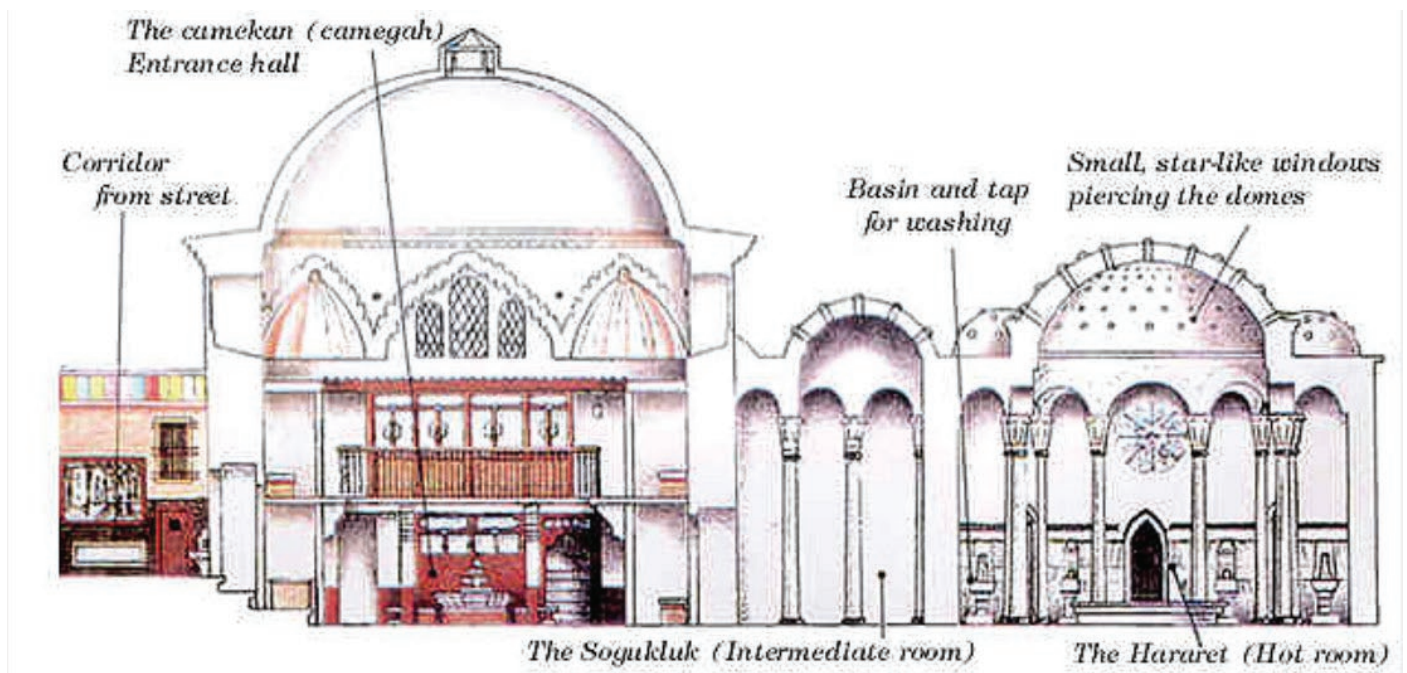 The camekan (camegah)
Entrance hall
Corridor
from street
Basin and tap
for washing
Small, star-like windows
piercing the domes
The Sogukluk (Intermediate room)
The Hararet (Hot room)